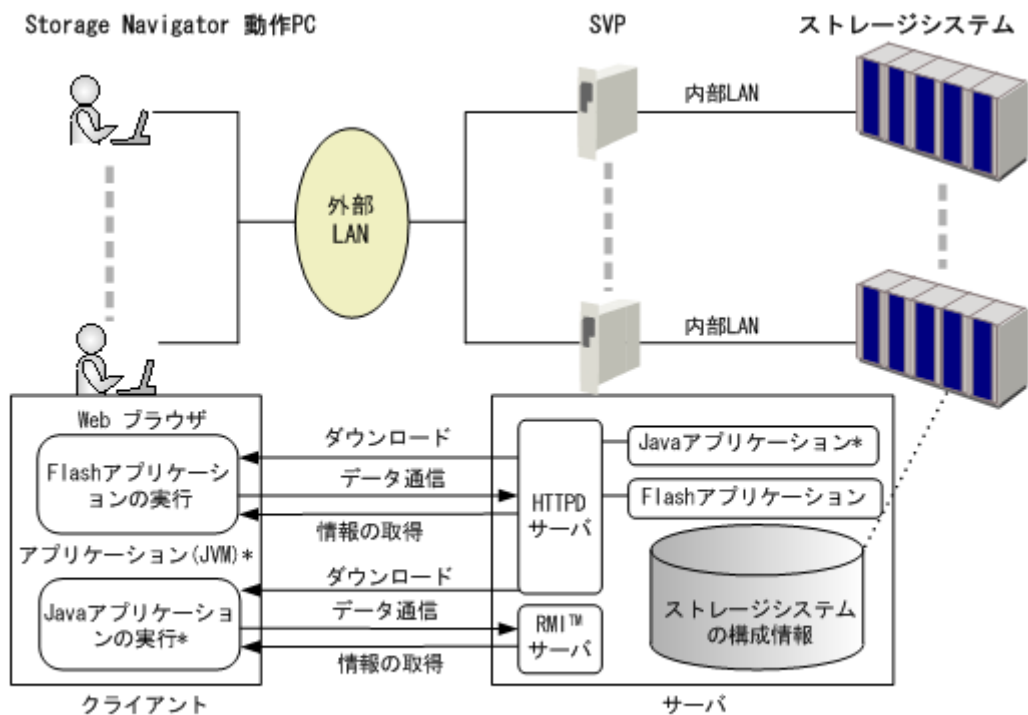 Storage Navigator 動作PC
SVP
ストレージシステム
内部LAN
外部
LAN
内部LAN
Web ブラウザ
Flashアプリケーシ
ョンの実行
アプリケーション(JVM)*
Javaアプリケーショ
ンの実行*
クライアント
ダウンロード
データ通信
情報の取得
ダウンロード
データ通信
情報の取得
HTTPD
サーバ
RMI™
サーバ
Javaアプリケーション*
Flashアプリケーション
ストレージシステム
の構成情報
サーバ